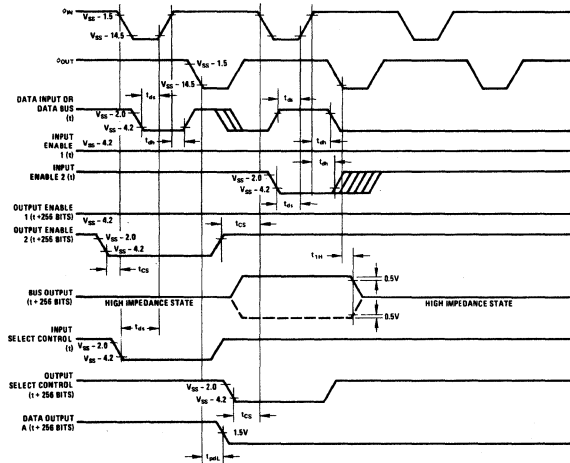 ϕIN
VSS – 1.5
VSS – 14.5
VSS – 1.5
ϕOUT
VSS – 1.5
VSS – 14.5
DATA INPUT OR
DATA BUS
(t)
VSS – 2.0
VSS – 4.2
tds
tdh
tds
tdh
INPUT
ENABLE
1 (t)
VSS – 4.2
INPUT
ENABLE 2 (t)
VSS – 2.0
VSS – 4.2
tdh
tds
OUTPUT ENABLE
1 (t +256 BITS)
VSS – 4.2
OUTPUT ENABLE
2 (t +256 BITS)
VSS – 2.0
VSS – 4.2
tCS
tCS
t1H
BUS OUTPUT
(t + 256 BITS)
HIGH IMPEDANCE STATE
0.5V
0.5V
HIGH IMPEDANCE STATE
INPUT
SELECT CONTROL
(t)
tds
VSS – 2.0
VSS – 4.2
OUTPUT
SELECT CONTROL
(t + 256 BITS)
VSS – 2.0
VSS – 4.2
tCS
DATA OUTPUT
A (t + 256 BITS)
1.5V
tpdL